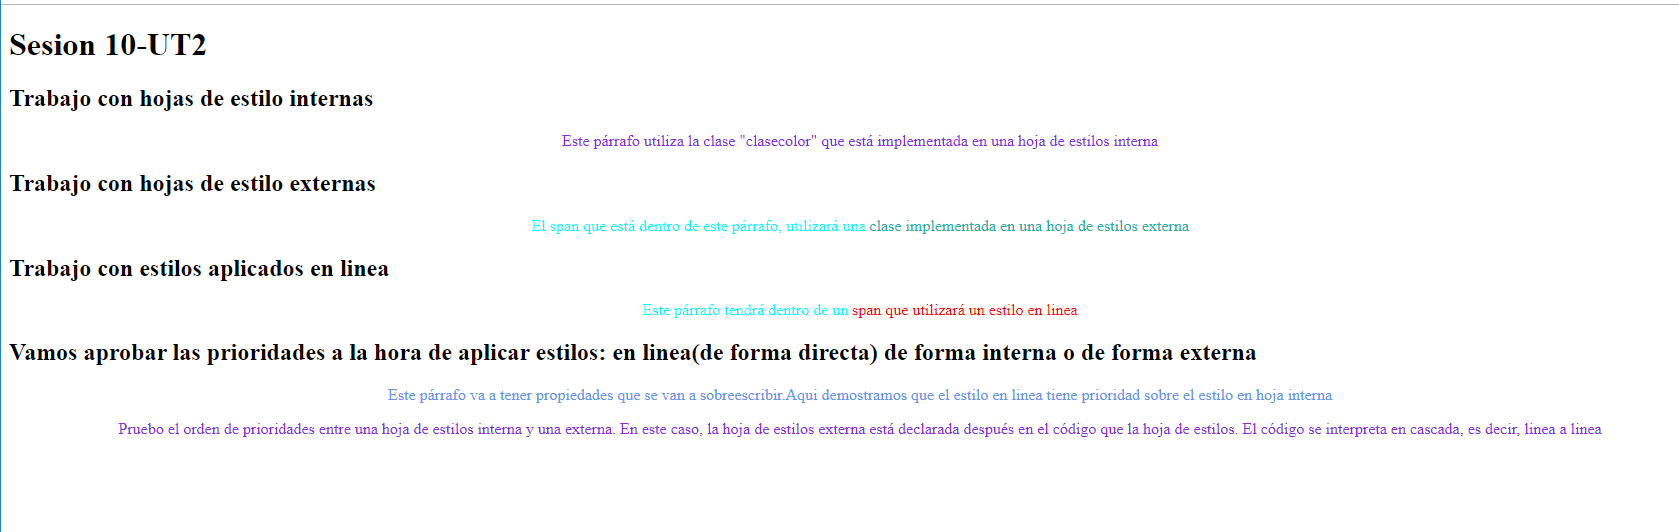 Sesion 10-UT2
Trabajo con hojas de estilo internas
Este párrafo utiliza la clase "clasecolor" que está implementada en una hoja de estilos interna
Trabajo con hojas de estilo externas
El span que está dentro de este párrafo, utilizará una clase implementada en una hoja de estilos externa
Trabajo con estilos aplicados en linea
Este párrafo tendrá dentro de un span que utilizará un estilo en linea
Vamos aprobar las prioridades a la hora de aplicar estilos: en linea(de forma directa) de forma interna o de forma externa
Este párrafo va a tener propiedades que se van a sobreescribir.Aqui demostramos que el estilo en linea tiene prioridad sobre el estilo en hoja interna
Pruebo el orden de prioridades entre una hoja de estilos interna y una externa. En este caso, la hoja de estilos externa está declarada después en el código que la hoja de estilos. El código se interpreta en cascada, es decir, linea a linea